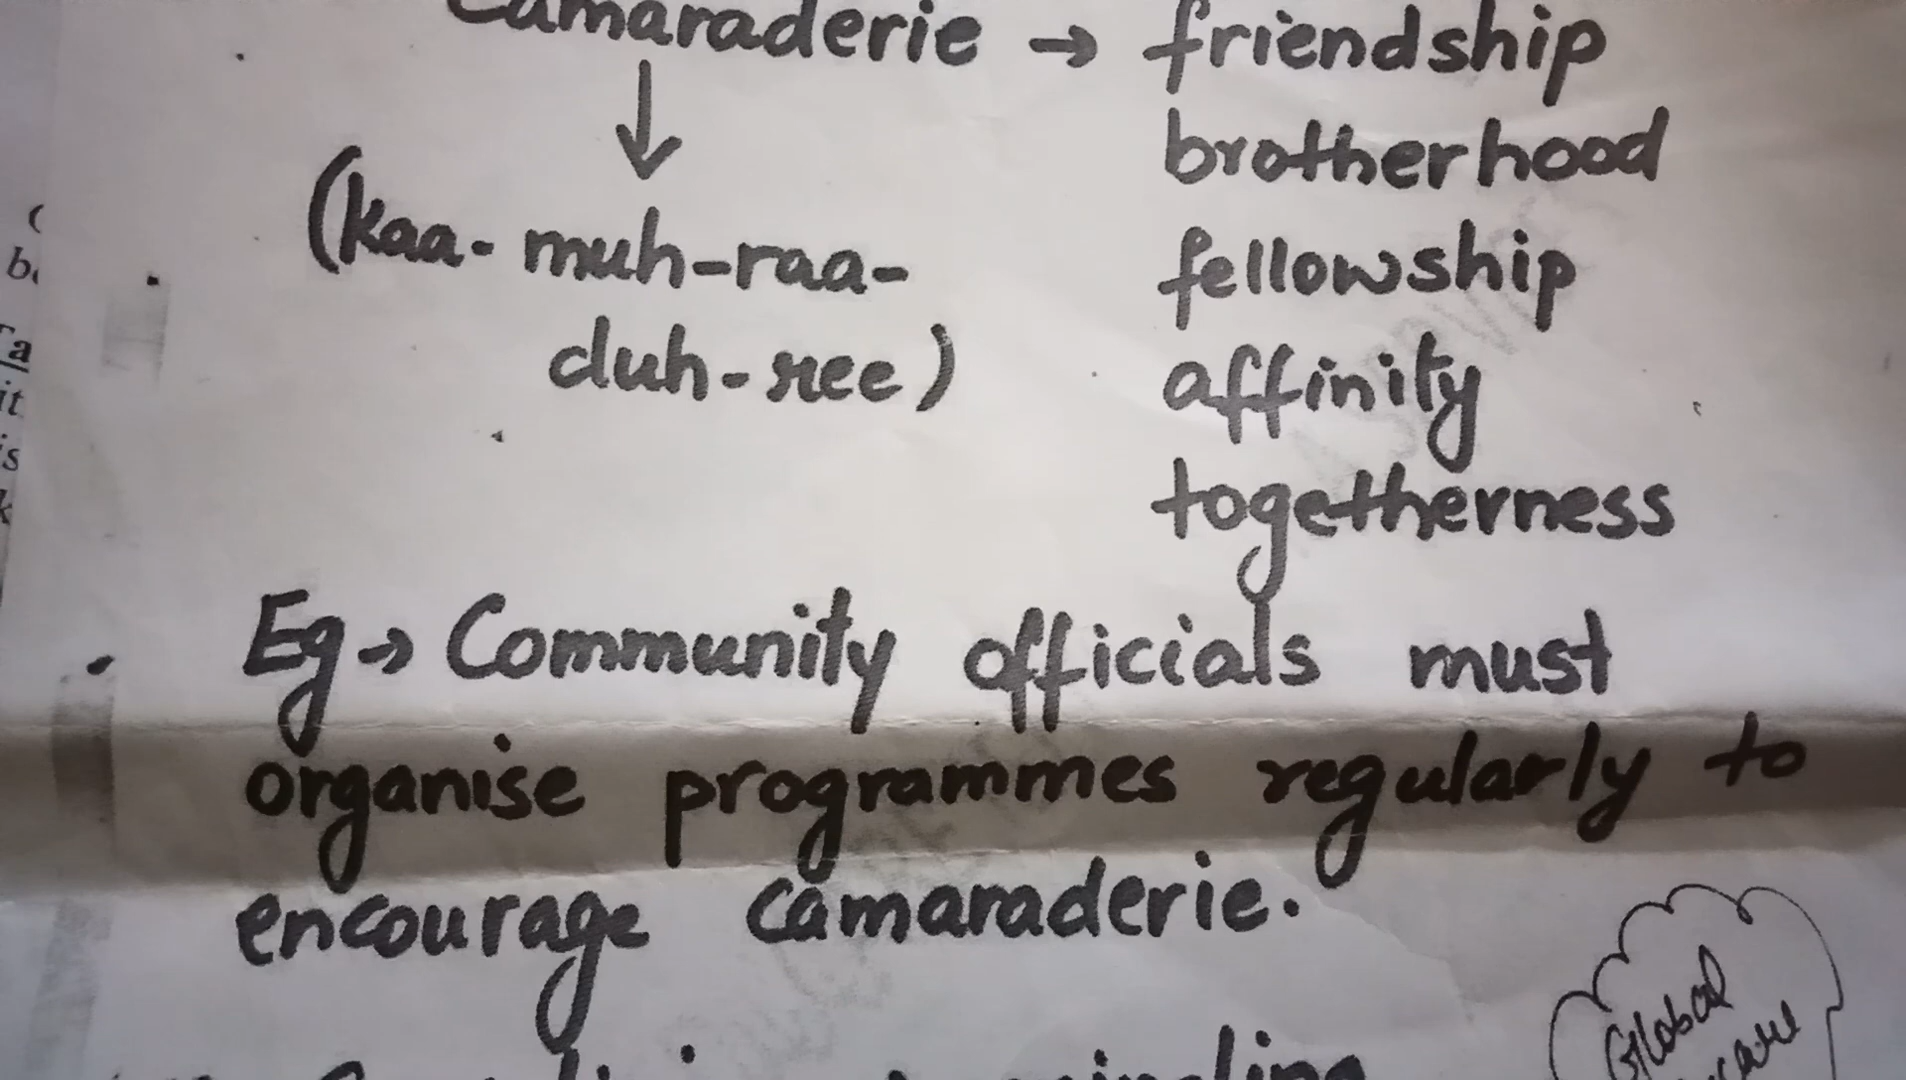 Camaraderie → friendship
↓ brotherhood
(kaa- muh-raa- fellowship
duh-ree) affinity
togetherness
Eg→ Community officials must
organise programmes regularly to
encourage camaraderie.
Global